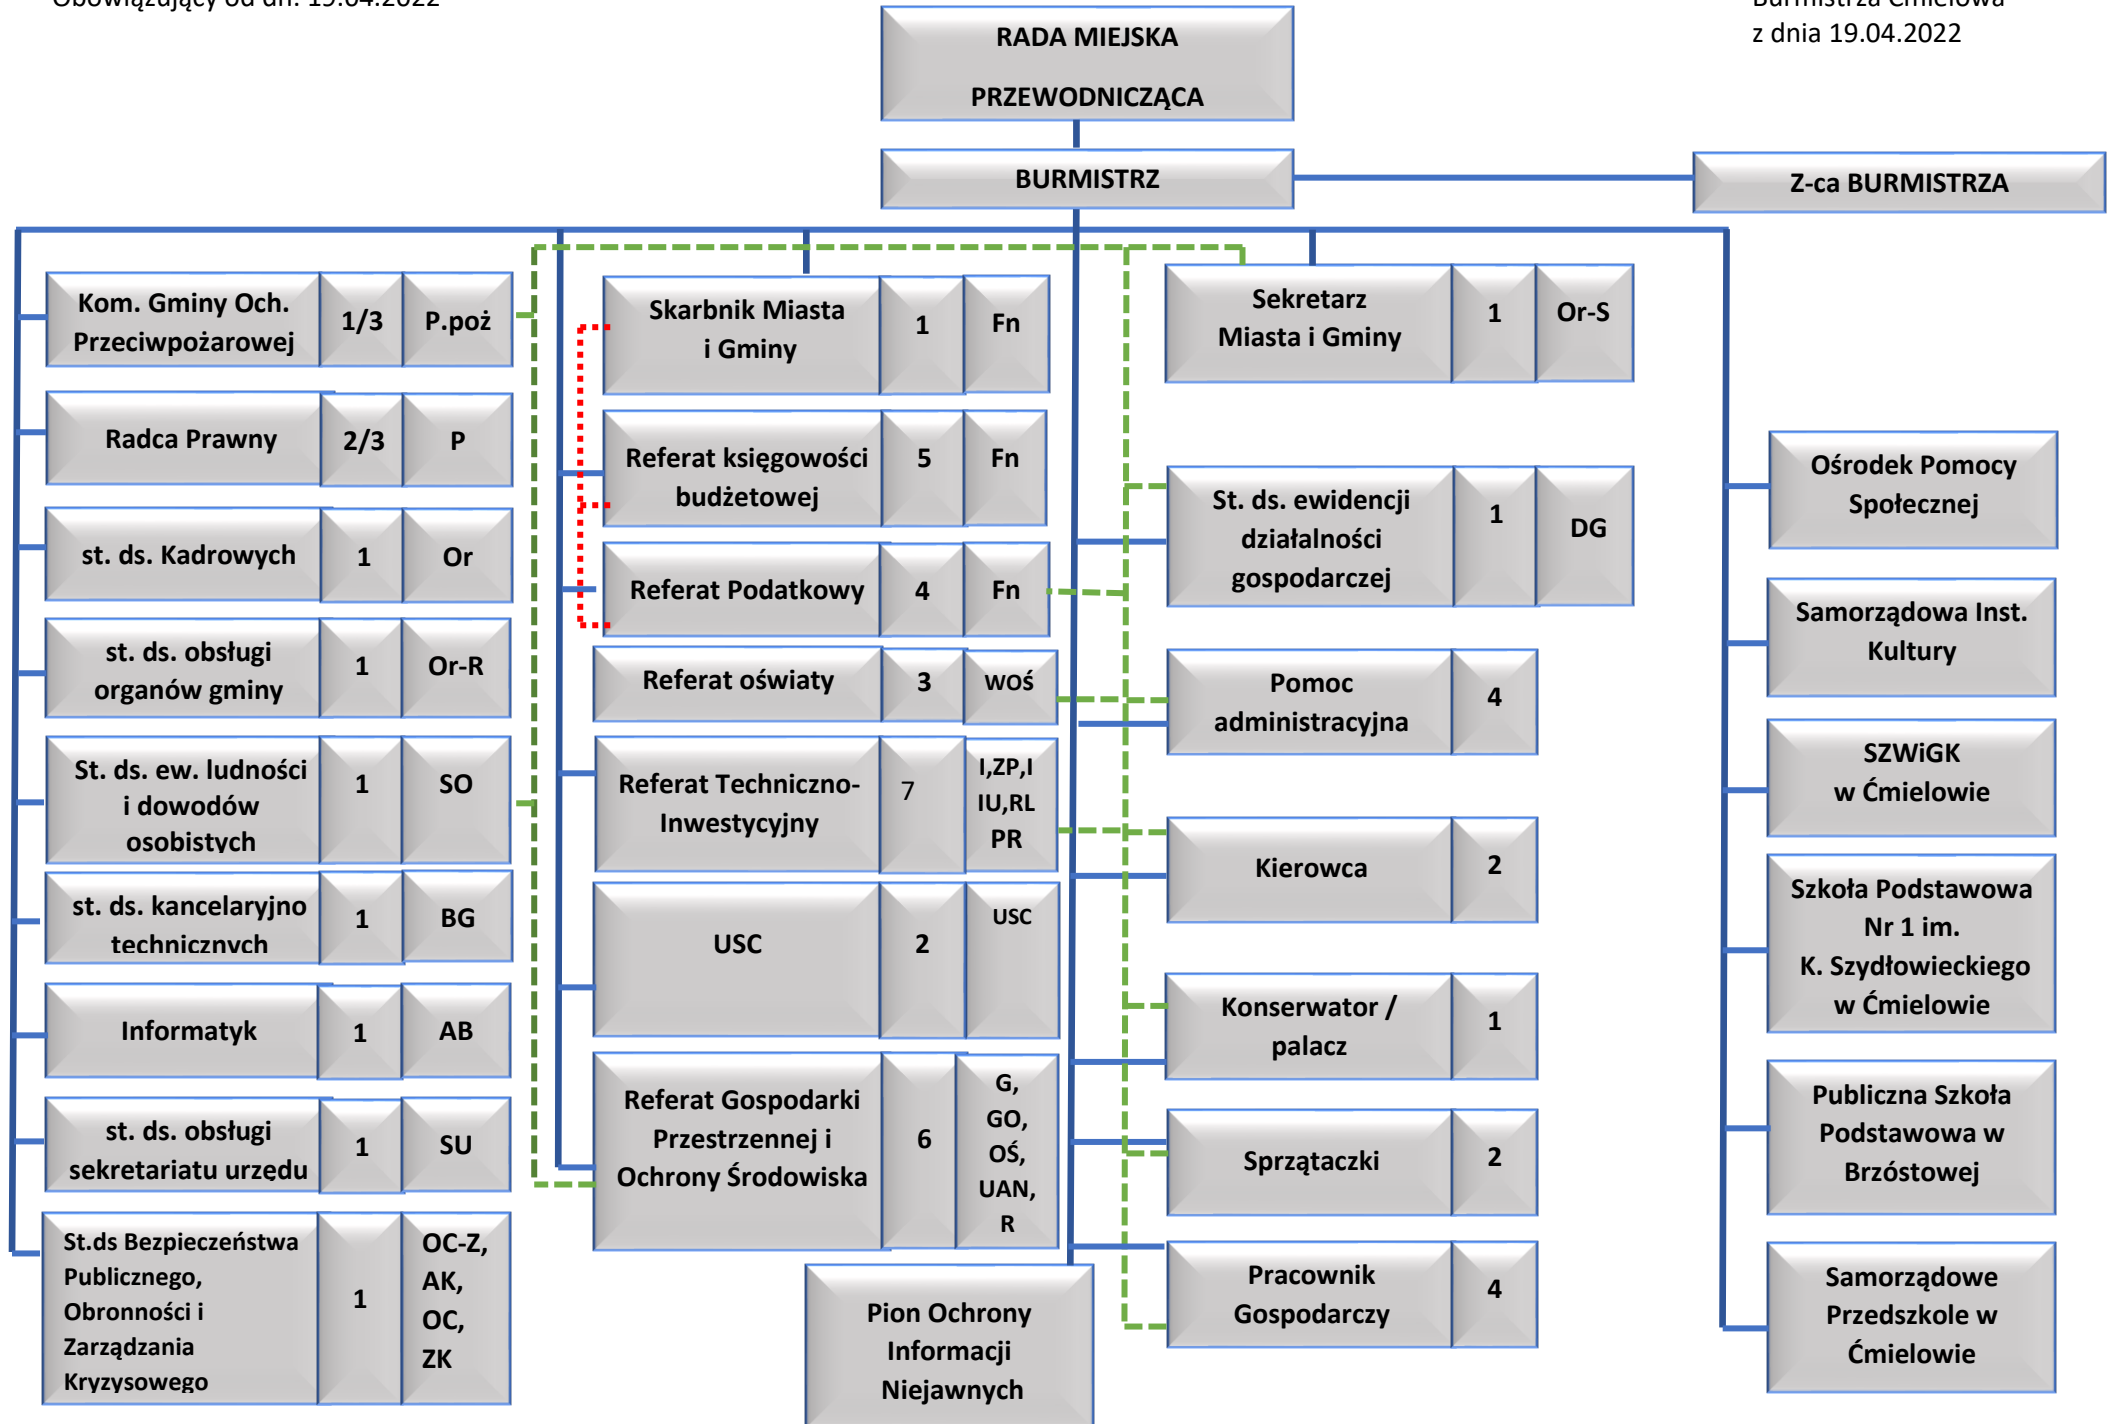 Obowiązujący od dn. 19.04.2022
Burmistrza Ćmielowa
z dnia 19.04.2022
RADA MIEJSKA
PRZEWODNICZĄCA
BURMISTRZ
Z-ca BURMISTRZA
Kom. Gminy Och.
Przeciwpożarowej
1/3
P.poż
Radca Prawny
2/3
P
st. ds. Kadrowych
1
Or
st. ds. obsługi
organów gminy
1
Or-R
St. ds. ew. ludności
i dowodów
osobistych
1
SO
st. ds. kancelaryjno
technicznych
1
BG
Informatyk
1
AB
st. ds. obsługi
sekretariatu urzędu
1
SU
St.ds Bezpieczeństwa
Publicznego,
Obronności i
Zarządzania
Kryzysowego
1
OC-Z,
AK,
OC,
ZK
Skarbnik Miasta
i Gminy
1
Fn
Referat księgowości
budżetowej
5
Fn
Referat Podatkowy
4
Fn
Referat oświaty
3
WOŚ
Referat Techniczno-
Inwestycyjny
7
I,ZP,I
IU,RL
PR
USC
2
USC
Referat Gospodarki
Przestrzennej i
Ochrony Środowiska
6
G,
GO,
OŚ,
UAN,
R
Pion Ochrony
Informacji
Niejawnych
Sekretarz
Miasta i Gminy
1
Or-S
St. ds. ewidencji
działalności
gospodarczej
1
DG
Pomoc
administracyjna
4
Kierowca
2
Konserwator /
palacz
1
Sprzątaczki
2
Pracownik
Gospodarczy
4
Ośrodek Pomocy
Społecznej
Samorządowa Inst.
Kultury
SZWiGK
w Ćmielowie
Szkoła Podstawowa
Nr 1 im.
K. Szydłowieckiego
w Ćmielowie
Publiczna Szkoła
Podstawowa w
Brzóstowej
Samorządowe
Przedszkole w
Ćmielowie